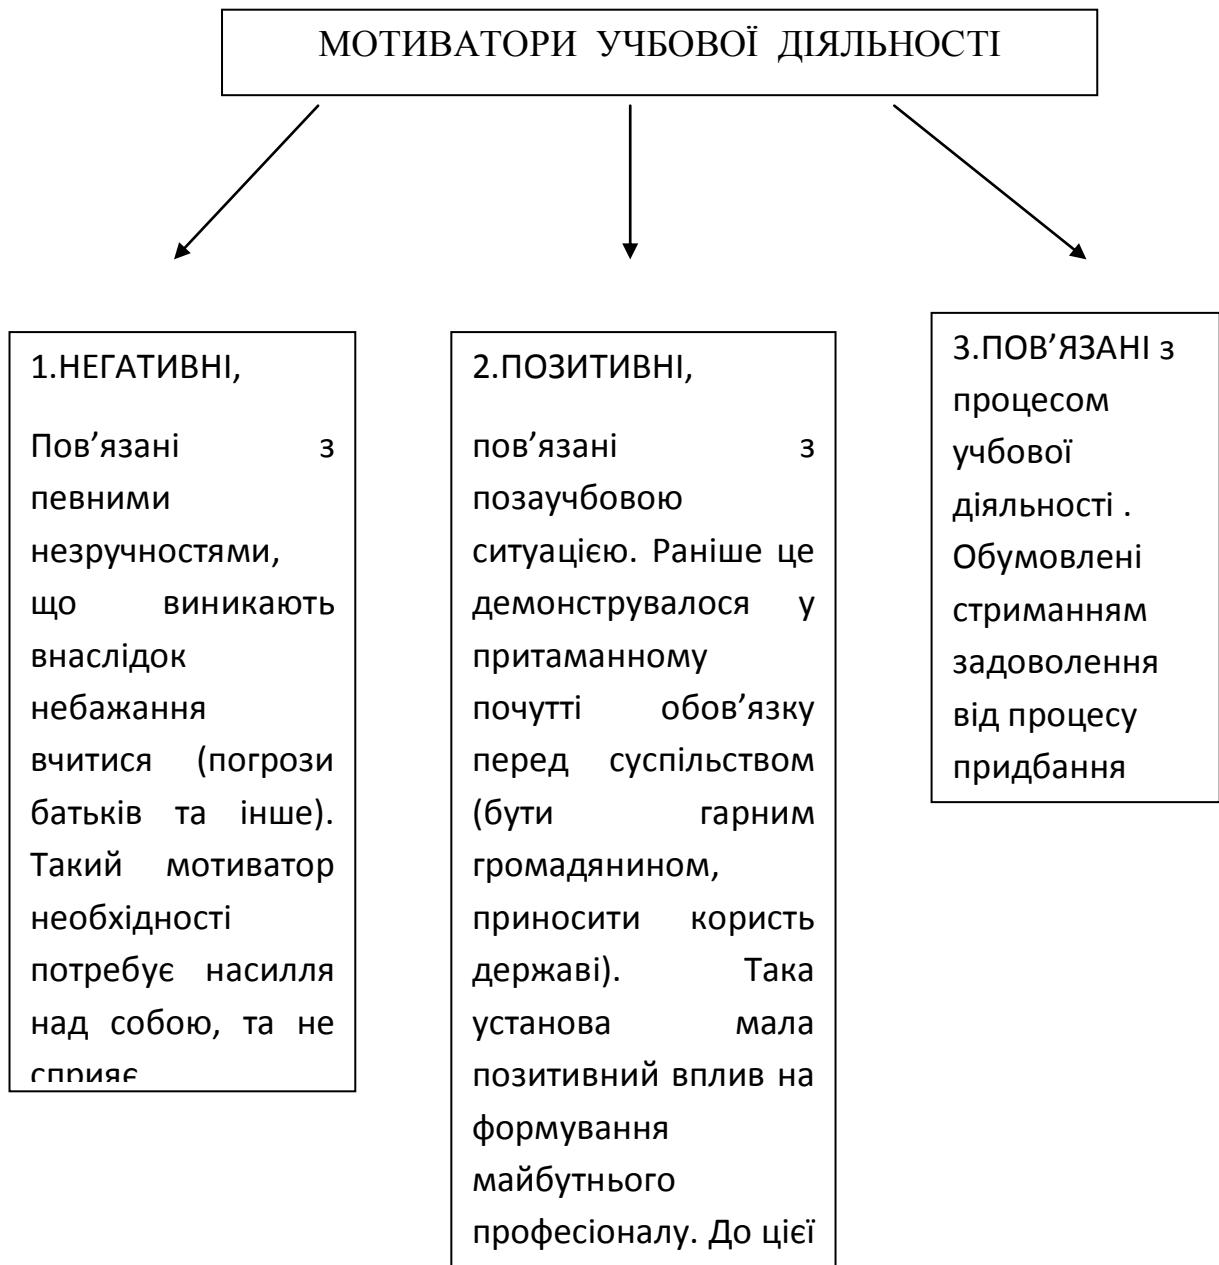 МОТИВАТОРИ УЧБОВОЇ ДІЯЛЬНОСТІ
1.НЕГАТИВНІ,
Пов’язані з
певними
незручностями,
що виникають
внаслідок
небажання
вчитися (погрози
батьків та інше).
Такий мотиватор
необхідності
потребує насилля
над собою, та не
сприяє
2.ПОЗИТИВНІ,
пов’язані з
позаучбовою
ситуацією. Раніше це
демонструвалося у
притаманному
почутті обов’язку
перед суспільством
(бути гарним
громадянином,
приносити користь
державі). Така
установа мала
позитивний вплив на
формування
майбутнього
професіоналу. До цієї
3.ПОВ’ЯЗАНІ з
процесом
учбової
діяльності .
Обумовлені
стриманням
задоволення
від процесу
придбання